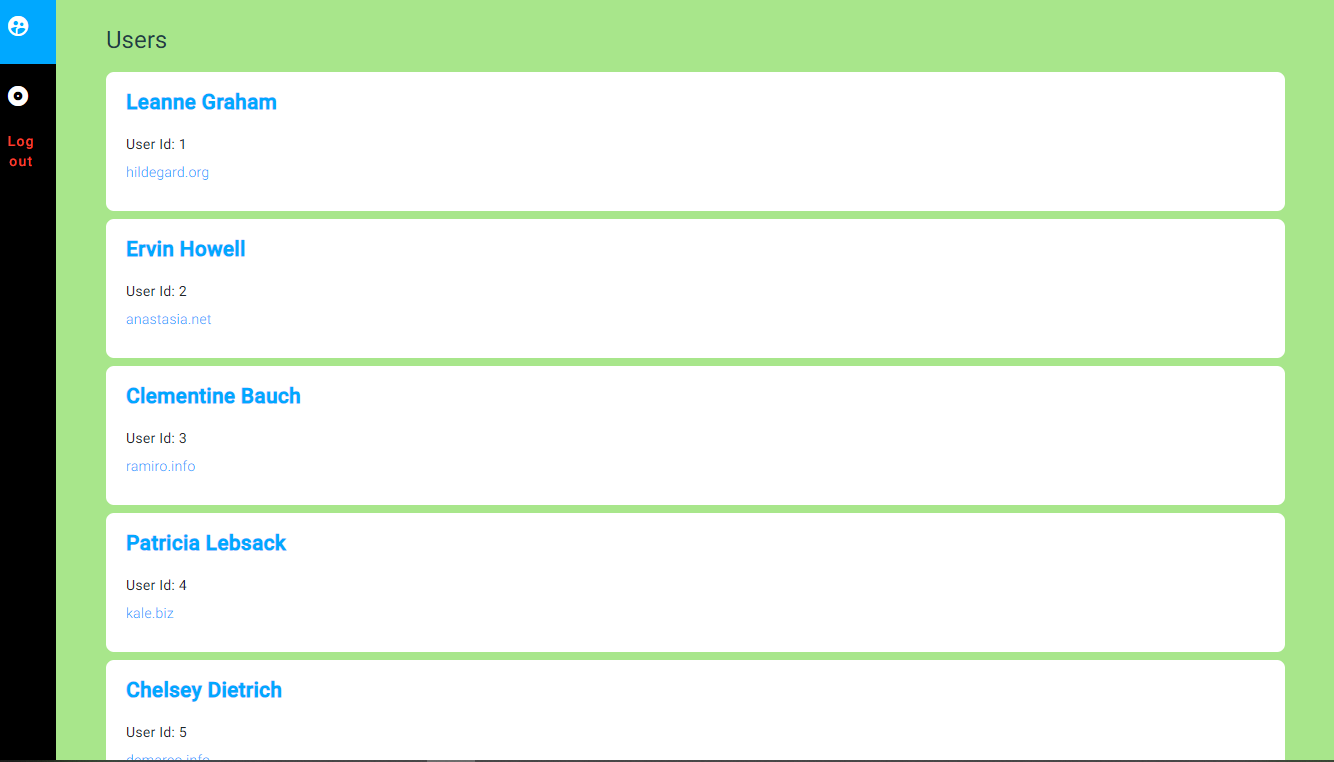 Users
Log
out
Leanne Graham
User Id: 1
hildegard.org
Ervin Howell
User Id: 2
anastasia.net
Clementine Bauch
User Id: 3
ramiro.info
Patricia Lebsack
User Id: 4
kale.biz
Chelsey Dietrich
User Id: 5